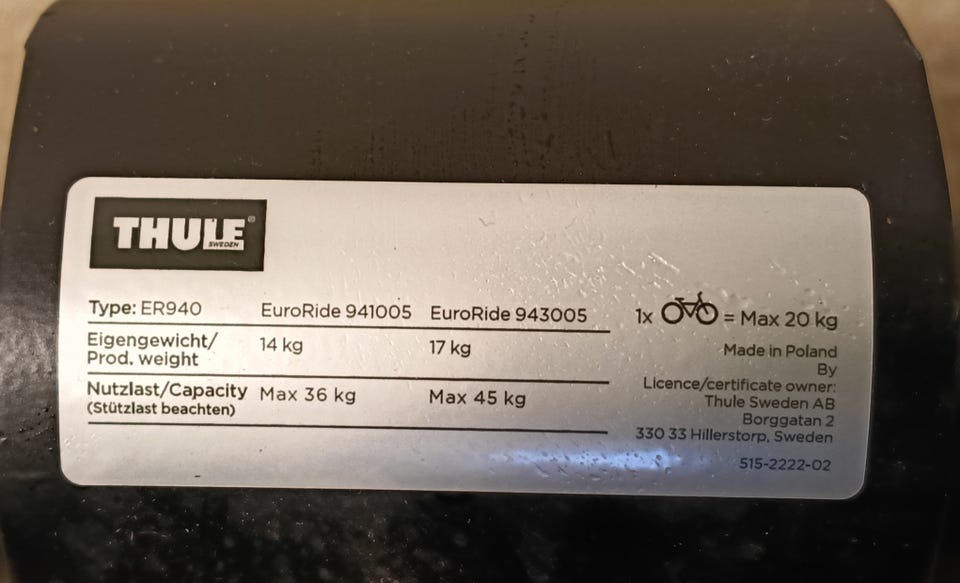 THULE®
SWEDEN
Type: ER940 EuroRide 941005 EuroRide 943005
Eigengewicht/
Prod. weight 14 kg 17 kg
Nutzlast/Capacity Max 36 kg Max 45 kg
(Stützlast beachten)
1x = Max 20 kg
Made in Poland
By
Licence/certificate owner:
Thule Sweden AB
Borggatan 2
330 33 Hillerstorp, Sweden
515-2222-02